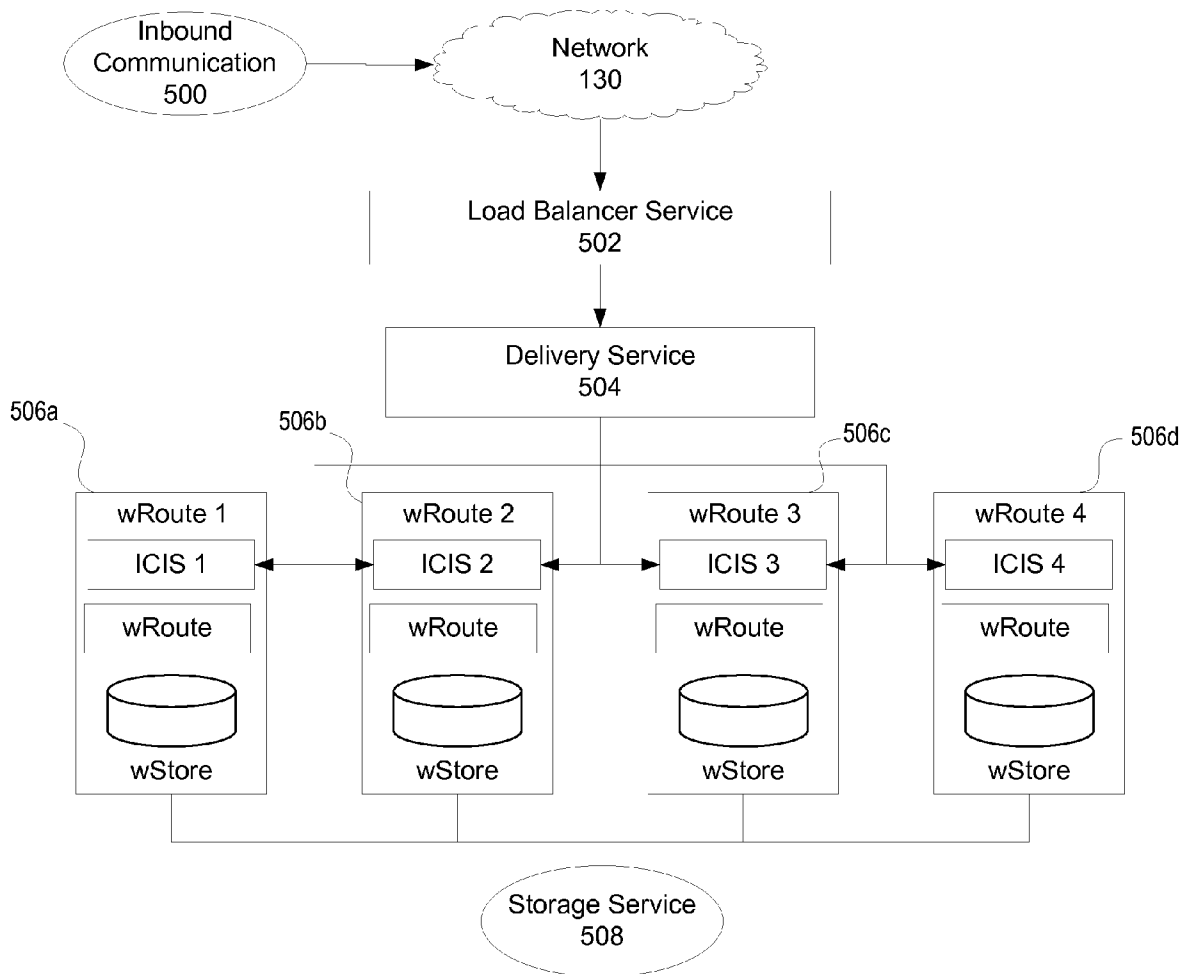 Inbound
Communication
500
Network
130
Load Balancer Service
502
Delivery Service
504
506a
506b
506c
506d
wRoute 1
wRoute 2
wRoute 3
wRoute 4
ICIS 1
ICIS 2
ICIS 3
ICIS 4
wRoute
wRoute
wRoute
wRoute
wStore
wStore
wStore
wStore
Storage Service
508